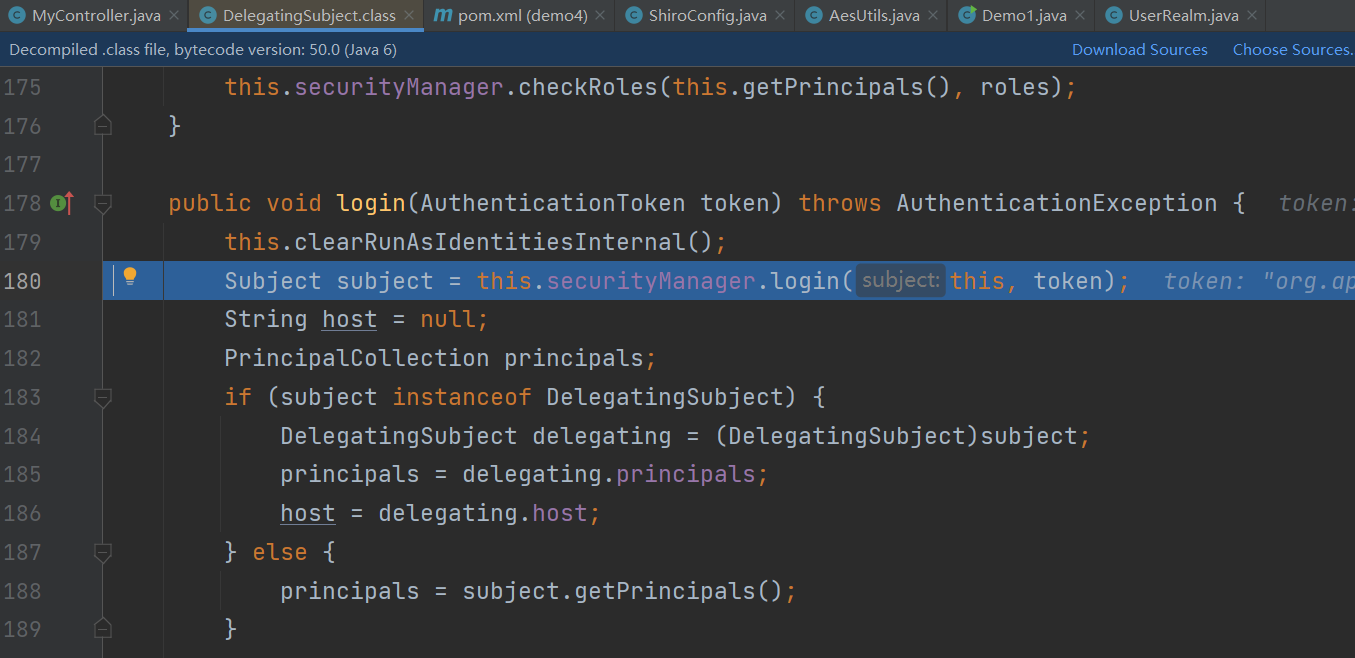 MyController.java × DelegatingSubject.class × m pom.xml (demo4) × ShiroConfig.java × AesUtils.java × Demo1.java × UserRealm.java ×
Decompiled .class file, bytecode version: 50.0 (Java 6) Download Sources Choose Sources.
175 this.securityManager.checkRoles(this.getPrincipals(), roles);
176 }
177
178 public void login(AuthenticationToken token) throws AuthenticationException { token:
179 this.clearRunAsIdentitiesInternal();
180 Subject subject = this.securityManager.login( subject: this, token); token: "org.ap
181 String host = null;
182 PrincipalCollection principals;
183 if (subject instanceof DelegatingSubject) {
184 DelegatingSubject delegating = (DelegatingSubject)subject;
185 principals = delegating.principals;
186 host = delegating.host;
187 } else {
188 principals = subject.getPrincipals();
189 }